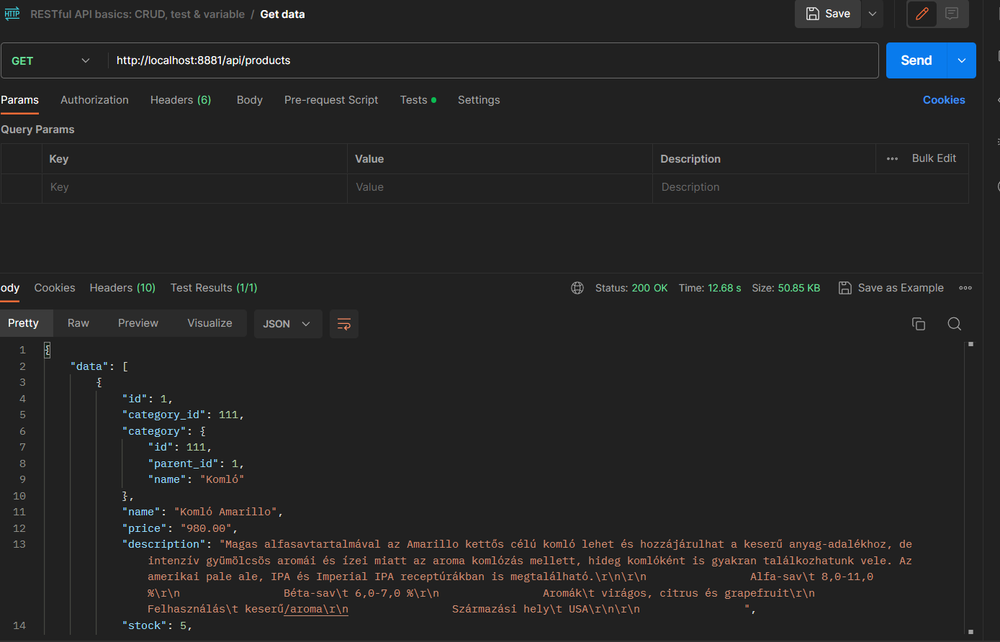 HTTP RESTful API basics: CRUD, test & variable / Get data Save
GET http://localhost:8881/api/products Send
Params Authorization Headers (6) Body Pre-request Script Tests Settings Cookies
Query Params
Key Value Description Bulk Edit
Key Value Description
ody Cookies Headers (10) Test Results (1/1) Status: 200 OK Time: 12.68 s Size: 50.85 KB Save as Example
Pretty Raw Preview Visualize JSON
1 {
2 "data": [
3 {
4 "id": 1,
5 "category_id": 111,
6 "category": {
7 "id": 111,
8 "parent_id": 1,
9 "name": "Komló"
10 },
11 "name": "Komló Amarillo",
12 "price": "980.00",
13 "description": "Magas alfasavtartalmával az Amarillo kettős célú komló lehet és hozzájárulhat a keserű anyag-adalékhoz, de
intenzív gyümölcsös aromái és ízei miatt az aroma komlózás mellett, hideg komlóként is gyakran találkozhatunk vele. Az
amerikai pale ale, IPA és Imperial IPA receptúrákban is megtalálható.\r\n\r\n Alfa-sav\t 8,0-11,0
%\r\n Béta-sav\t 6,0-7,0 %\r\n Aromák\t virágos, citrus és grapefruit\r\n
Felhasználás\t keserű/aroma\r\n Származási hely\t USA\r\n\r\n ",
14 "stock": 5,